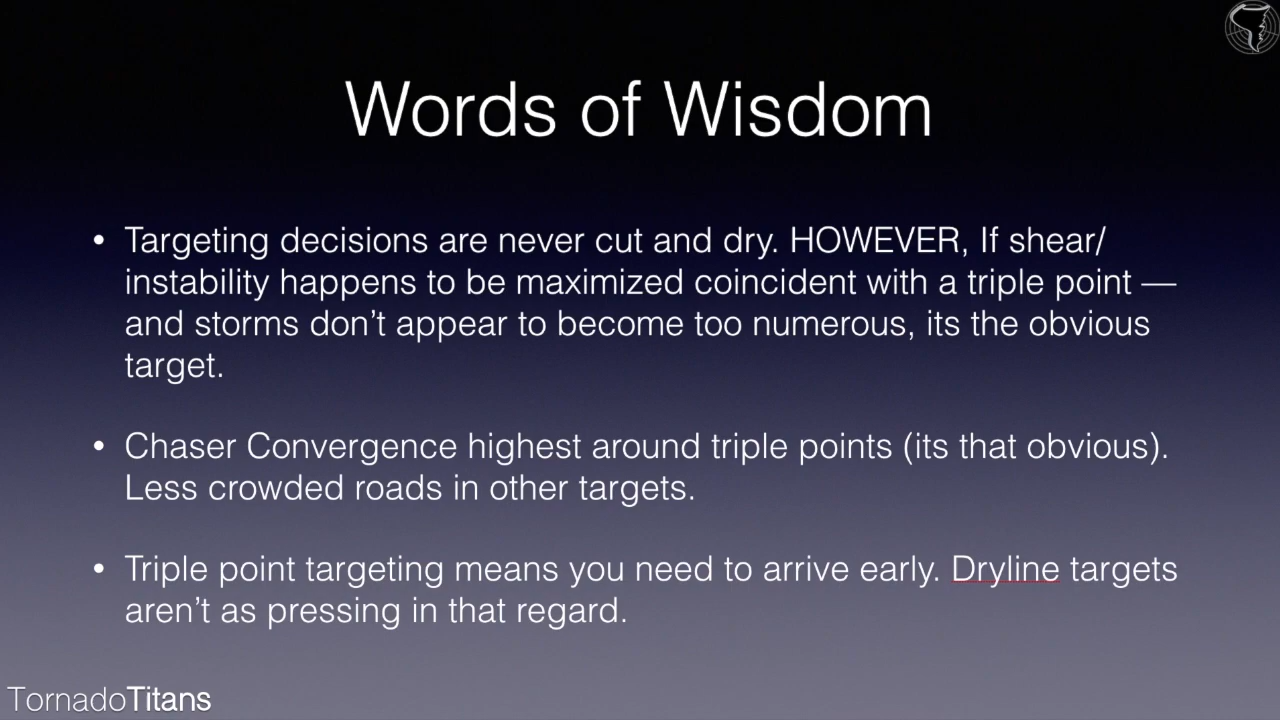 Words of Wisdom
• Targeting decisions are never cut and dry. HOWEVER, If shear/
instability happens to be maximized coincident with a triple point —
and storms don’t appear to become too numerous, its the obvious
target.
• Chaser Convergence highest around triple points (its that obvious).
Less crowded roads in other targets.
• Triple point targeting means you need to arrive early. Dryline targets
aren’t as pressing in that regard.
TornadoTitans